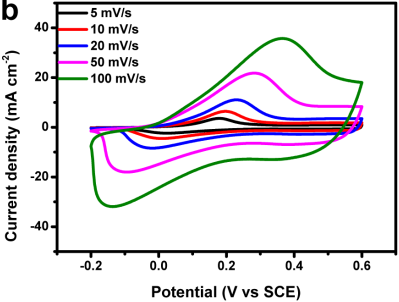 b
5 mV/s
10 mV/s
20 mV/s
50 mV/s
100 mV/s
Current density (mA cm-2)
40
20
0
-20
-40
-0.2 0.0 0.2 0.4 0.6
Potential (V vs SCE)